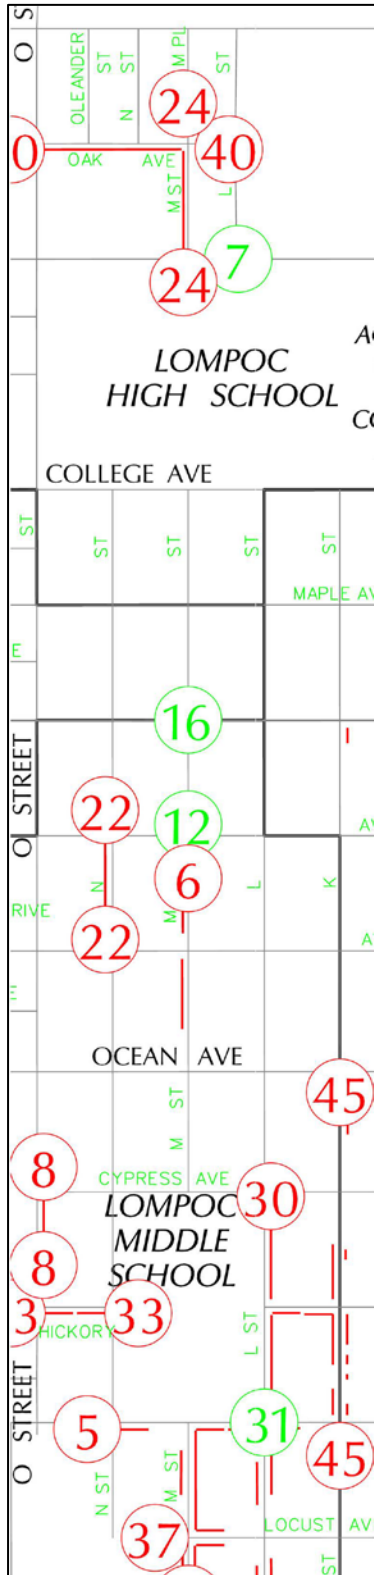 O S
OLEANDER
ST
N ST
M PL
ST
24
0
OAK AVE
40
M ST
L
7
24
LOMPOC
HIGH SCHOOL
COLLEGE AVE
ST
ST
ST
ST
ST
MAPLE AV
E
16
O STREET
22
12
6
N
M
L
K
RIVE
22
OCEAN AVE
M ST
45
8
CYPRESS AVE
LOMPOC
MIDDLE
SCHOOL
30
8
3
33
HICKORY
L ST
O STREET
5
31
45
N ST
M ST
37
LOCUST AV
ST